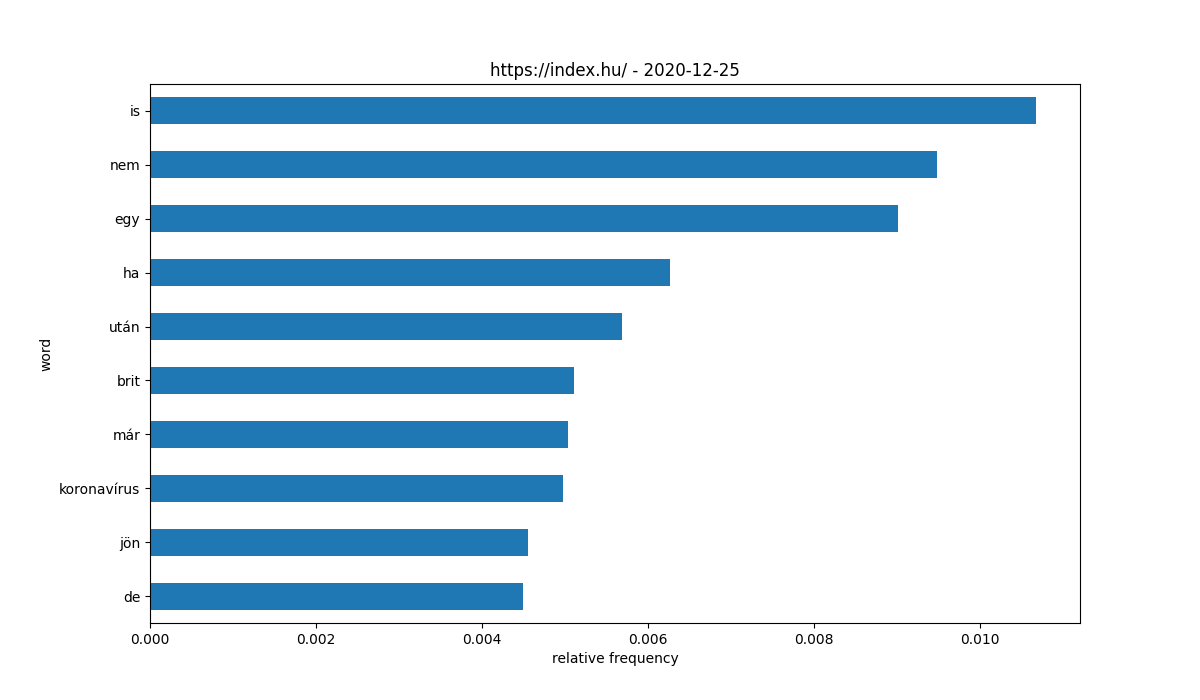 https://index.hu/ - 2020-12-25
word
is
nem
egy
ha
után
brit
már
koronavírus
jön
de
0.000 0.002 0.004 0.006 0.008 0.010
relative frequency